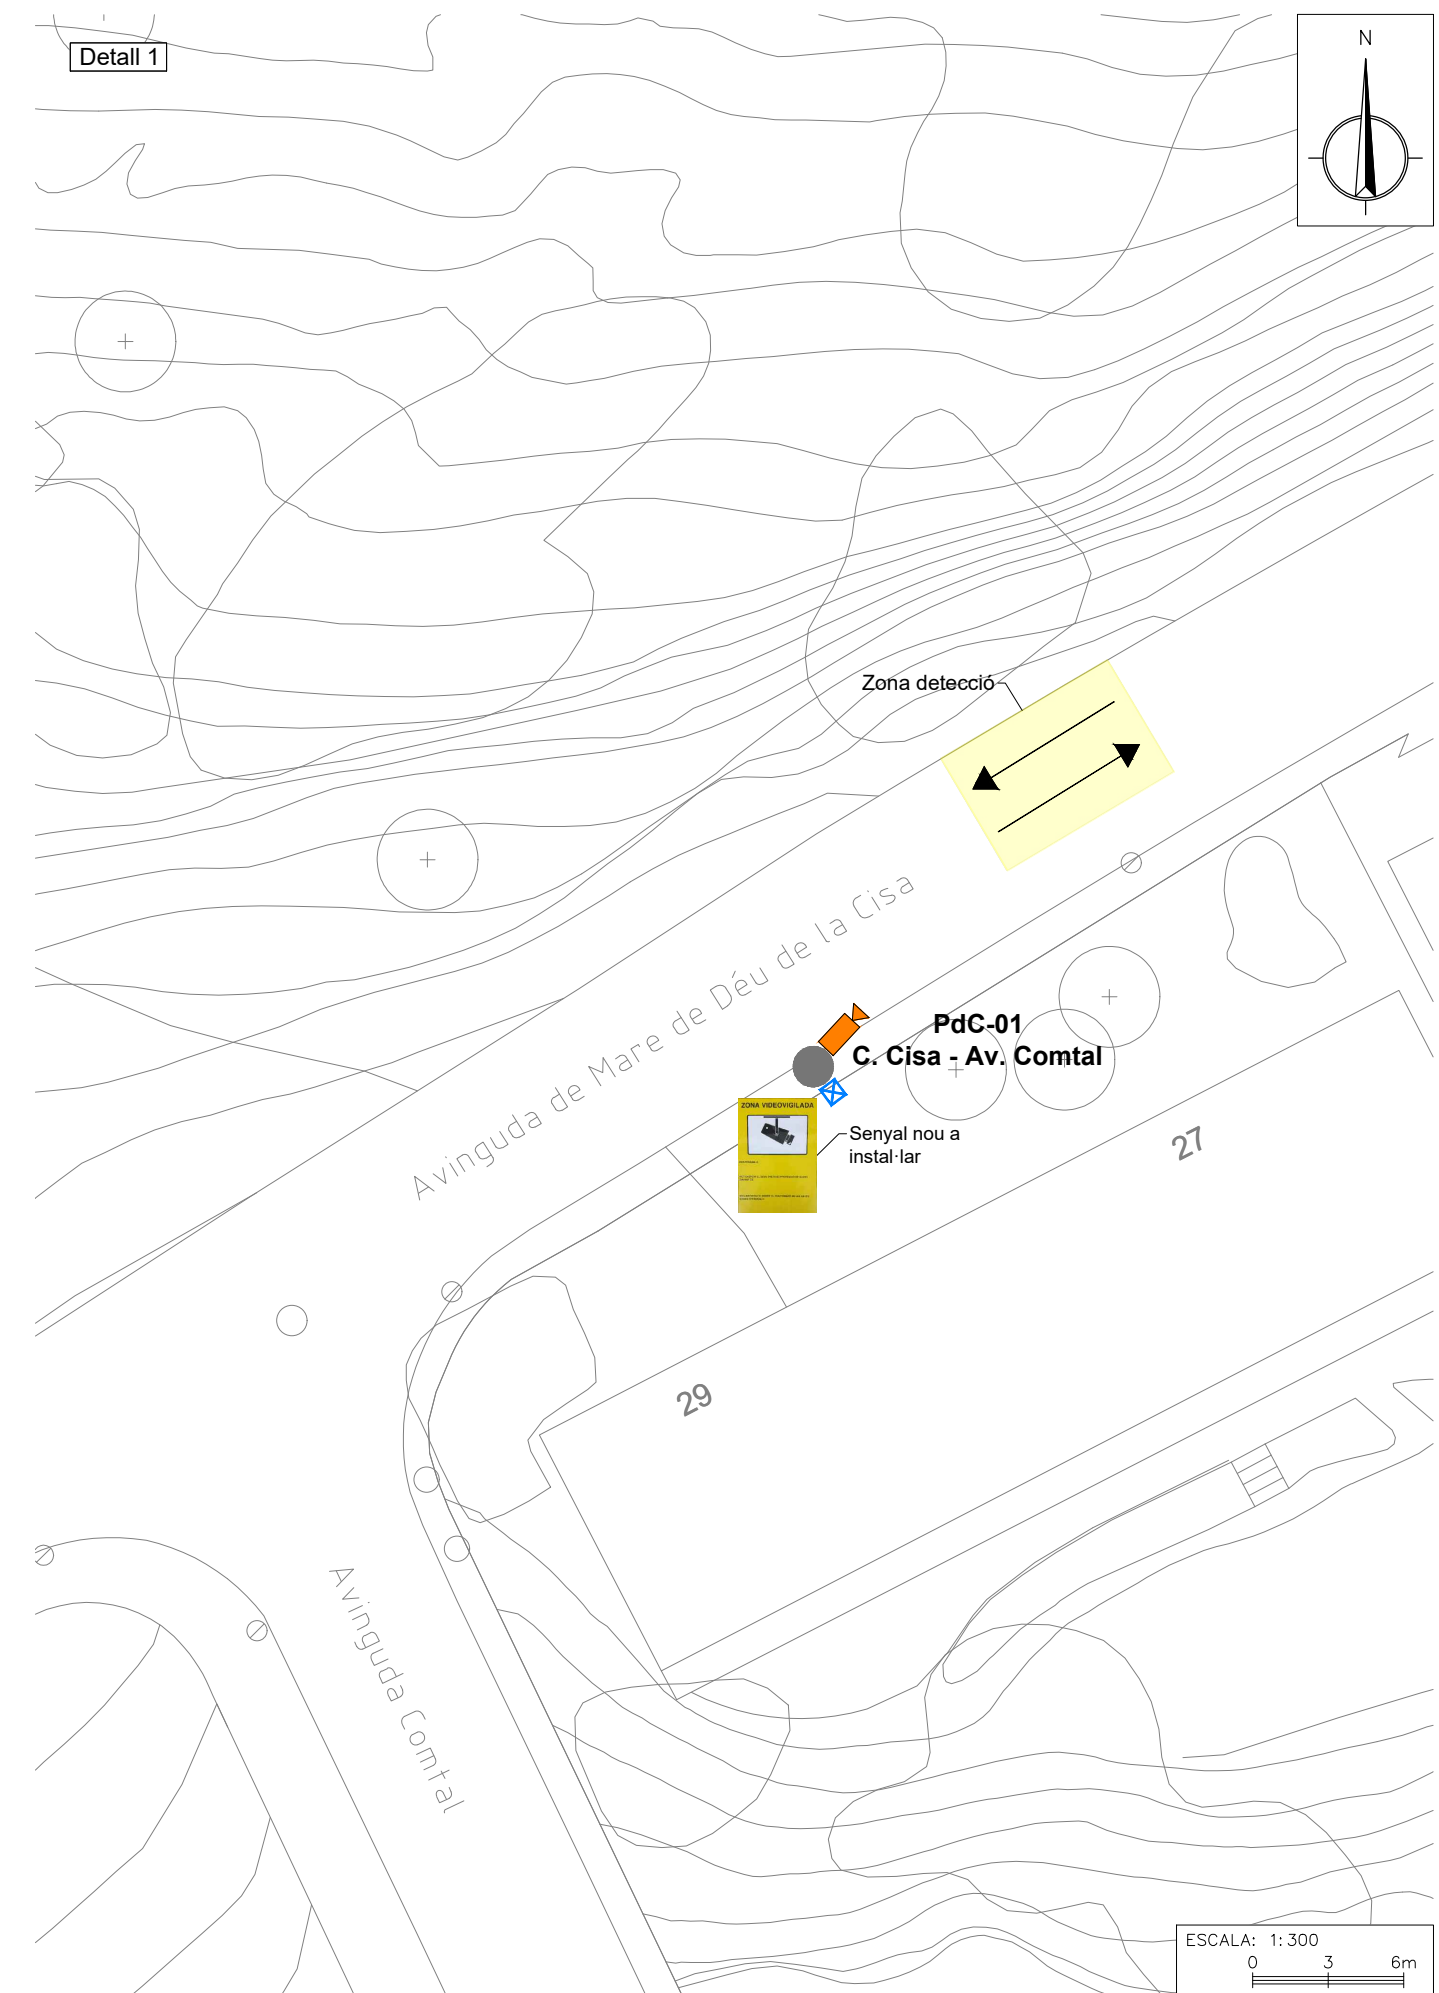 Detall 1
N
Zona detecció
Avinguda de Mare de Déu de la Cisa
PdC-01
C. Cisa - Av. Comtal
ZONA VIDEOVIGILADA
Senyal nou a
instal·lar
27
29
Avinguda Comtal
ESCALA: 1:300
0 3 6m